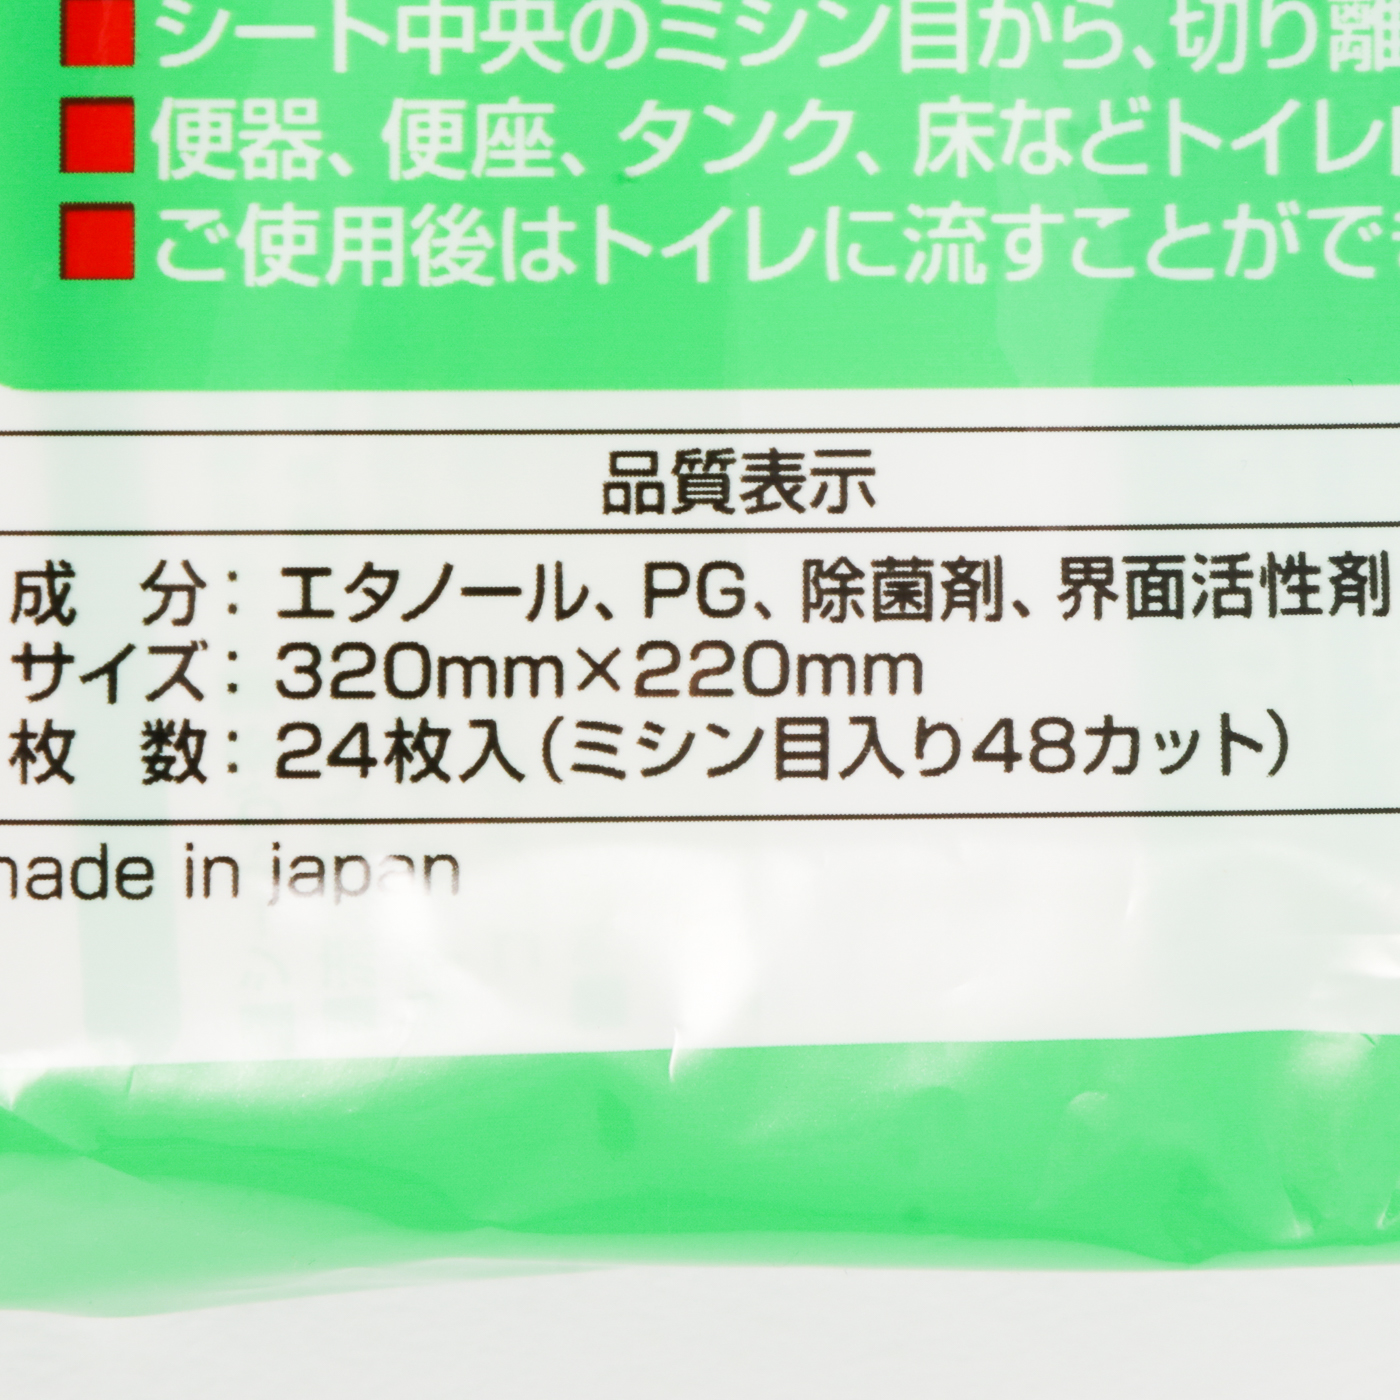 シート中央のミシン目から、切り離
便器、便座、タンク、床などトイレ
ご使用後はトイレに流すことができ
品質表示
成　分：エタノール、PG、除菌剤、界面活性剤
サイズ：320mm×220mm
枚　数：24枚入(ミシン目入り48カット)
made in japan